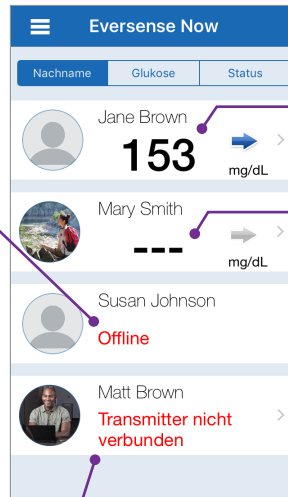 Eversense Now
Nachname Glukose Status
Jane Brown
153
mg/dL
Mary Smith
---
mg/dL
Susan Johnson
Offline
Matt Brown
Transmitter nicht
verbunden